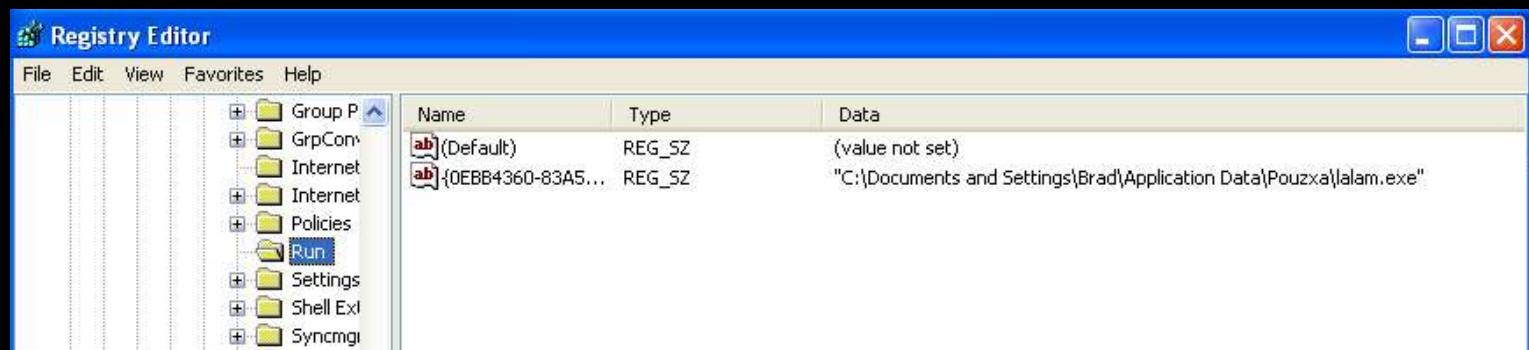 Registry Editor
File Edit View Favorites Help
Group P
GrpConv
Internet
Internet
Policies
Run
Settings
Shell Ext
Syncmgr
Name Type Data
(Default) REG_SZ (value not set)
{0EBB4360-83A5... REG_SZ "C:\Documents and Settings\Brad\Application Data\Pouzxa\lalam.exe"